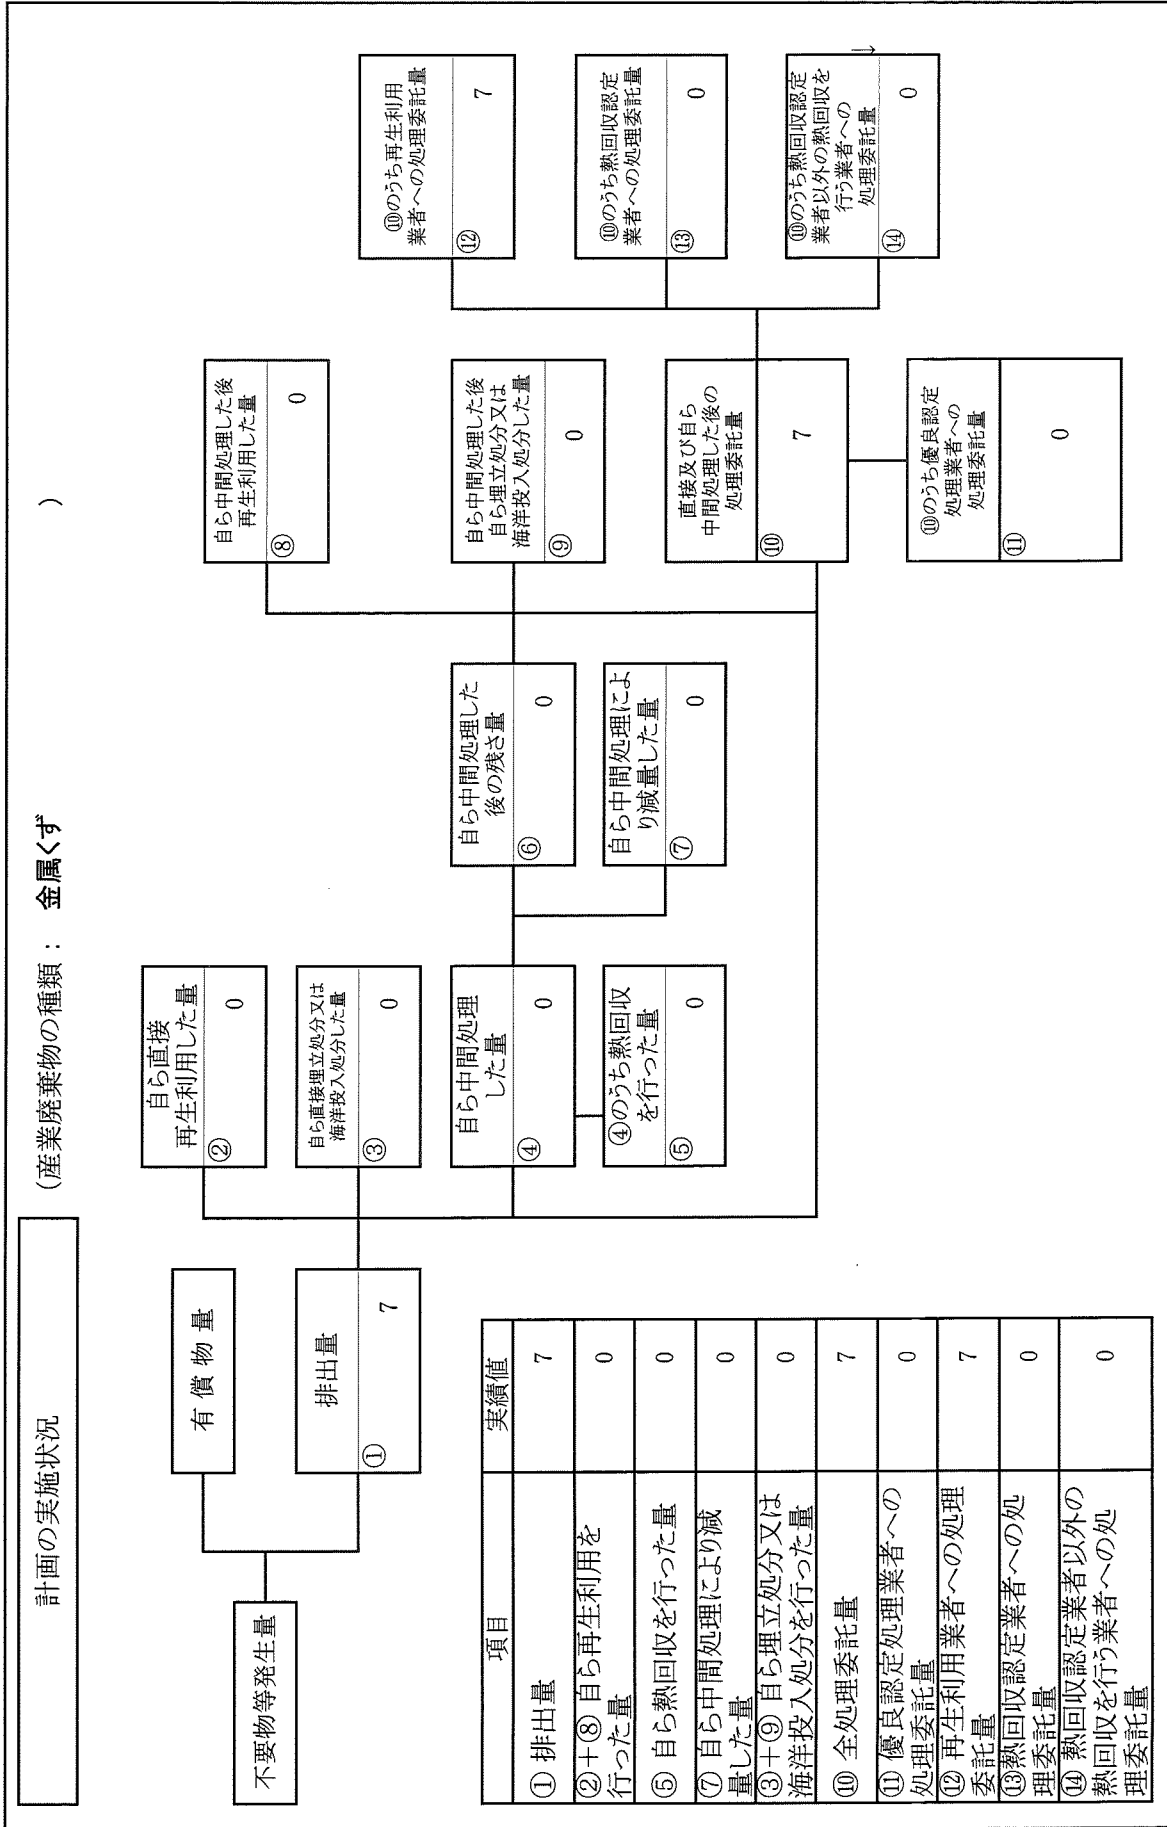 計画の実施状況
(産業廃棄物の種類： 金属くず )
不要物等発生量
有 償 物 量
排出量
① 7
自ら直接
再生利用した量
② 0
自ら直接埋立処分又は
海洋投入処分した量
③ 0
自ら中間処理
した量
④ 0
④のうち熱回収
を行った量
⑤ 0
自ら中間処理した
後の残さ量
⑥ 0
自ら中間処理によ
り減量した量
⑦ 0
自ら中間処理した後
再生利用した量
⑧ 0
自ら中間処理した後
自ら埋立処分又は
海洋投入処分した量
⑨ 0
直接及び自ら
中間処理した後の
処理委託量
⑩ 7
⑩のうち優良認定
処理業者への
処理委託量
⑪ 0
⑩のうち再生利用
業者への処理委託量
⑫ 7
⑩のうち熱回収認定
業者への処理委託量
⑬ 0
⑩のうち熱回収認定
業者以外の熱回収を
行う業者への
処理委託量
⑭ 0
項目 実績値
① 排出量 7
②＋⑧ 自ら再生利用を
行った量 0
⑤ 自ら熱回収を行った量 0
⑦ 自ら中間処理により減
量した量 0
③＋⑨ 自ら埋立処分又は
海洋投入処分を行った量 0
⑩ 全処理委託量 7
⑪ 優良認定処理業者への
処理委託量 0
⑫ 再生利用業者への処理
委託量 7
⑬熱回収認定業者への処
理委託量 0
⑭ 熱回収認定業者以外の
熱回収を行う業者への処
理委託量 0